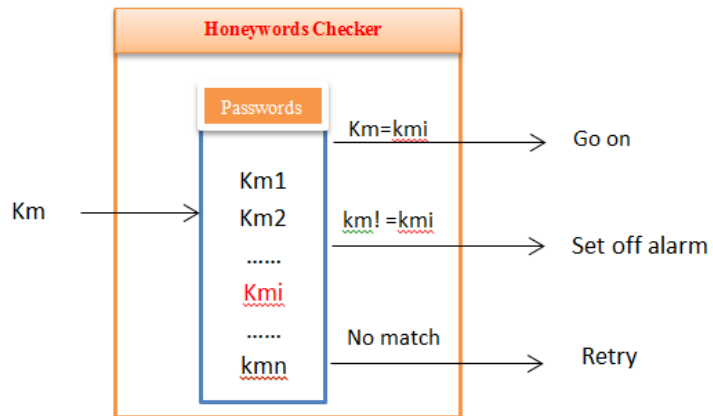 Honeywords Checker
Passwords
Km=kmi
Go on
Km1
Km
Km2
km! =kmi
Set off alarm
......
Kmi
......
No match
Retry
kmn